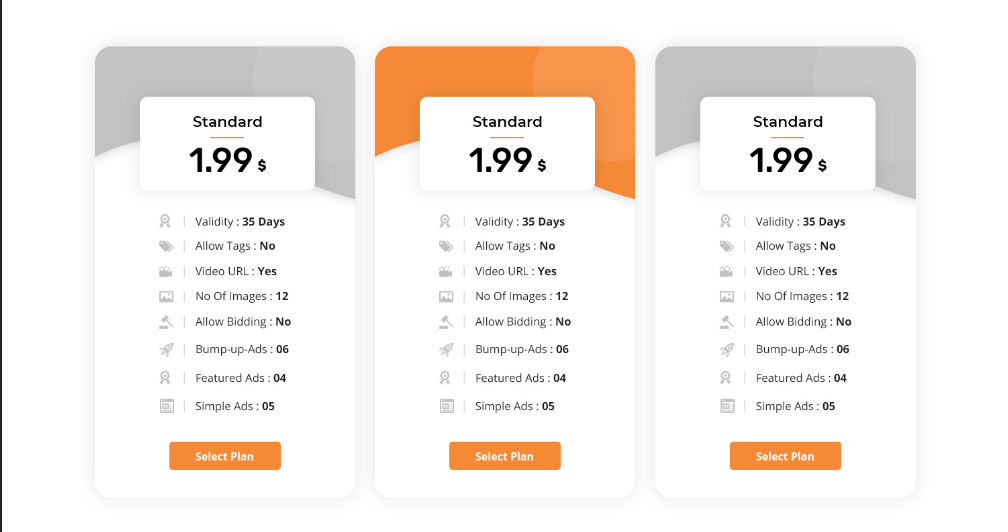 Standard
1.99 $
Validity : 35 Days
Allow Tags : No
Video URL : Yes
No Of Images : 12
Allow Bidding : No
Bump-up-Ads : 06
Featured Ads : 04
Simple Ads : 05
Select Plan
Standard
1.99 $
Validity : 35 Days
Allow Tags : No
Video URL : Yes
No Of Images : 12
Allow Bidding : No
Bump-up-Ads : 06
Featured Ads : 04
Simple Ads : 05
Select Plan
Standard
1.99 $
Validity : 35 Days
Allow Tags : No
Video URL : Yes
No Of Images : 12
Allow Bidding : No
Bump-up-Ads : 06
Featured Ads : 04
Simple Ads : 05
Select Plan